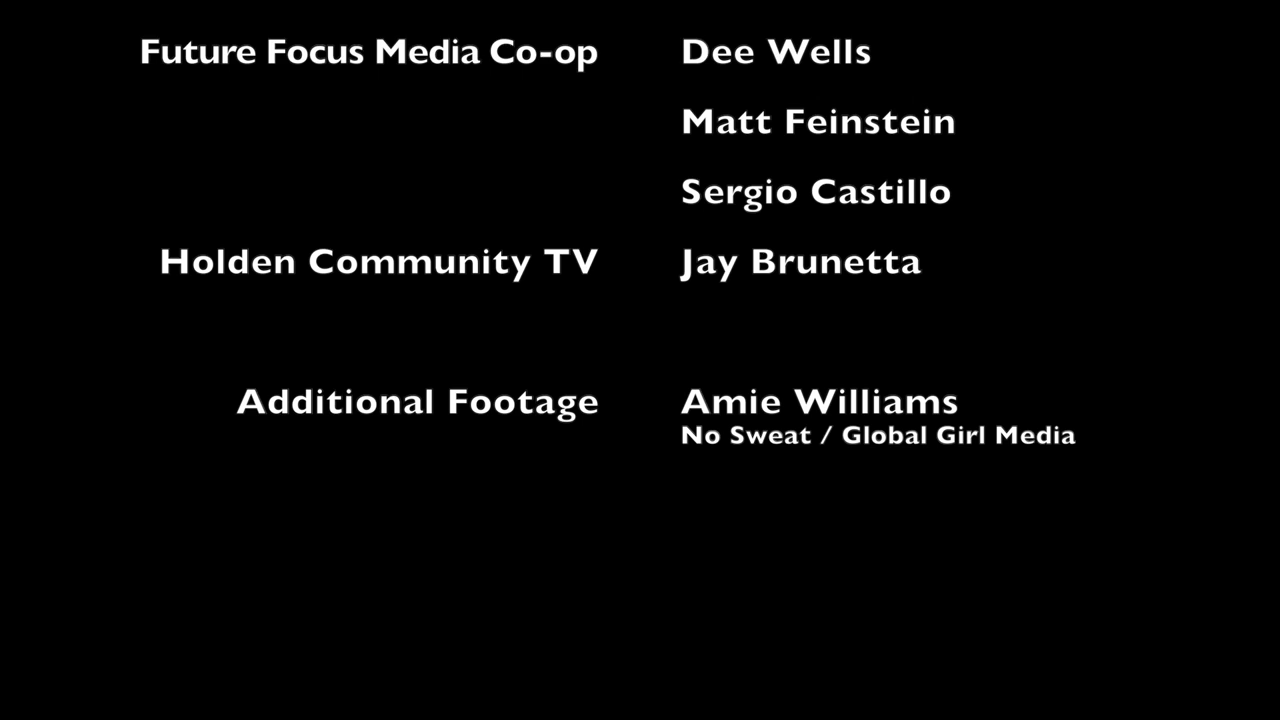 Future Focus Media Co-op Dee Wells
Matt Feinstein
Sergio Castillo
Holden Community TV Jay Brunetta
Additional Footage Amie Williams
No Sweat / Global Girl Media